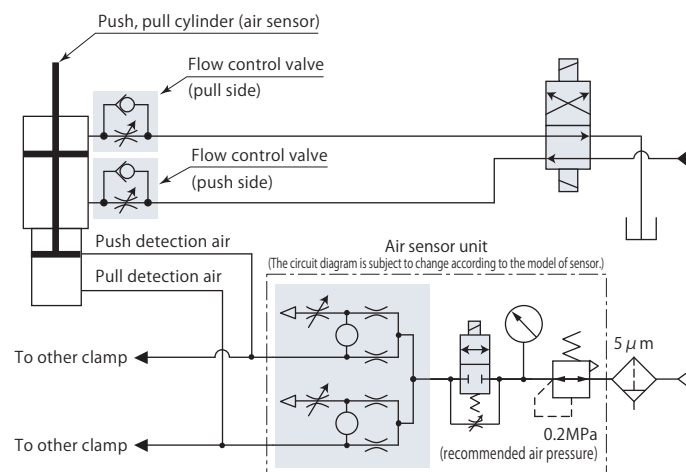 Push, pull cylinder (air sensor)
Flow control valve
(pull side)
Flow control valve
(push side)
Push detection air
Pull detection air
Air sensor unit
(The circuit diagram is subject to change according to the model of sensor.)
To other clamp
5μm
0.2MPa
(recommended air pressure)
To other clamp